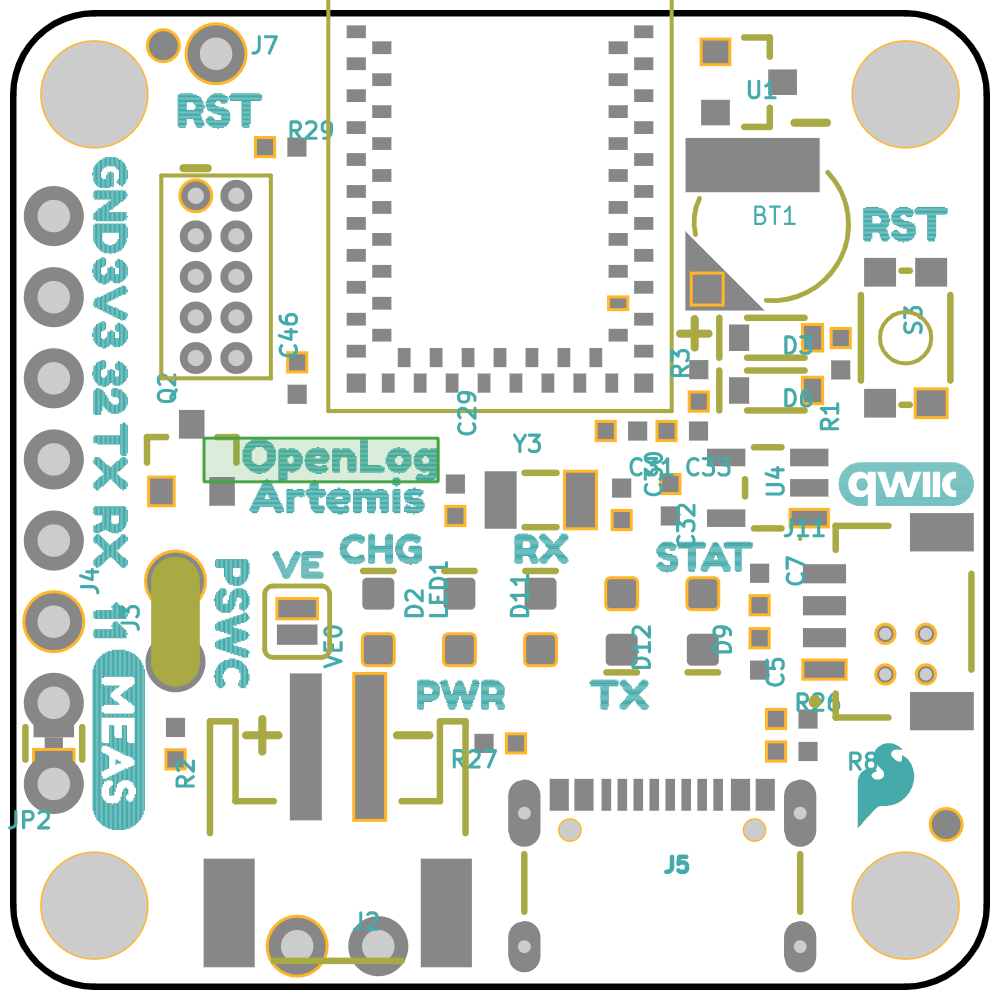 J7
RST
R29
U1
BT1
RST
GND
3V3
32
TX
RX
11
C46
Q2
R3
D3
D6
S3
R1
C29
Y3
OpenLog
Artemis
C31
C30
C33
U4
qwiic
C32
J11
CHG
RX
STAT
VE
PSWC
J4
J3
D2
LED1
D11
C7
VE0
D12
D9
C5
MEAS
PWR
TX
R26
R27
R2
R8
JP2
J5
J2